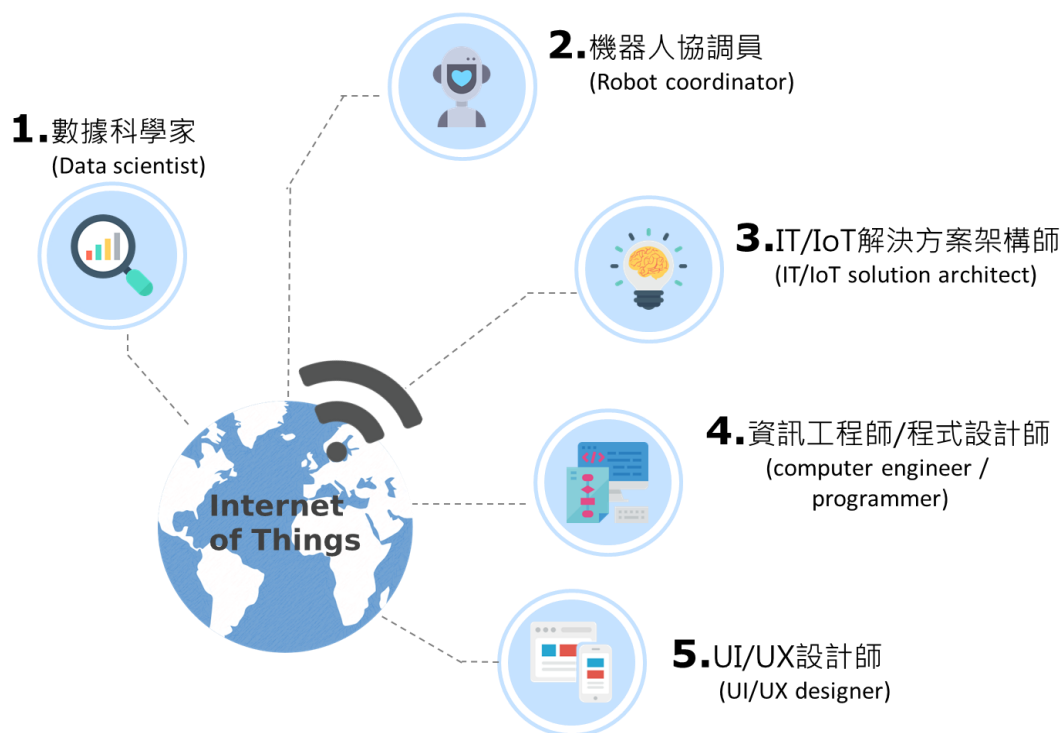 1.數據科學家
(Data scientist)
2.機器人協調員
(Robot coordinator)
3.IT/IoT解決方案架構師
(IT/IoT solution architect)
4.資訊工程師/程式設計師
(computer engineer /
programmer)
5.UI/UX設計師
(UI/UX designer)
Internet
of Things